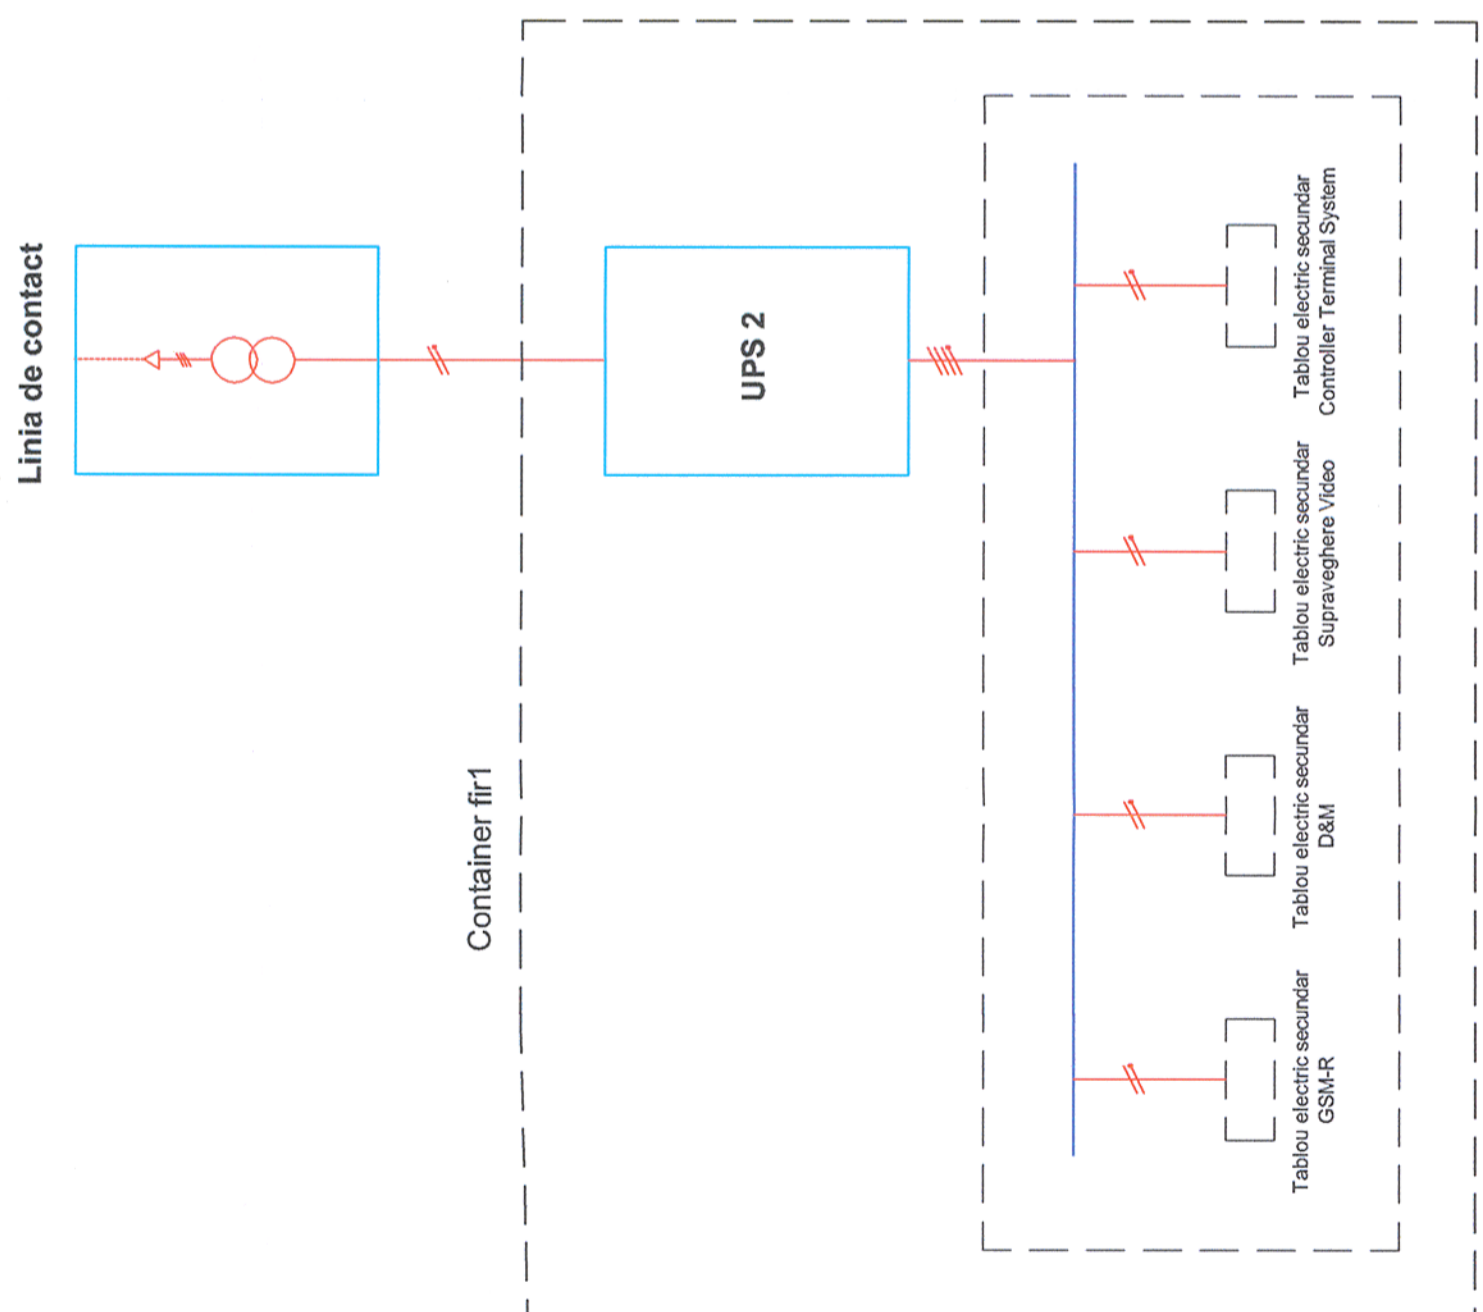 Linia de contact
Container fir1
UPS 2
Tablou electric secundar
GSM-R
Tablou electric secundar
D&M
Tablou electric secundar
Supraveghere Video
Tablou electric secundar
Controller Terminal System